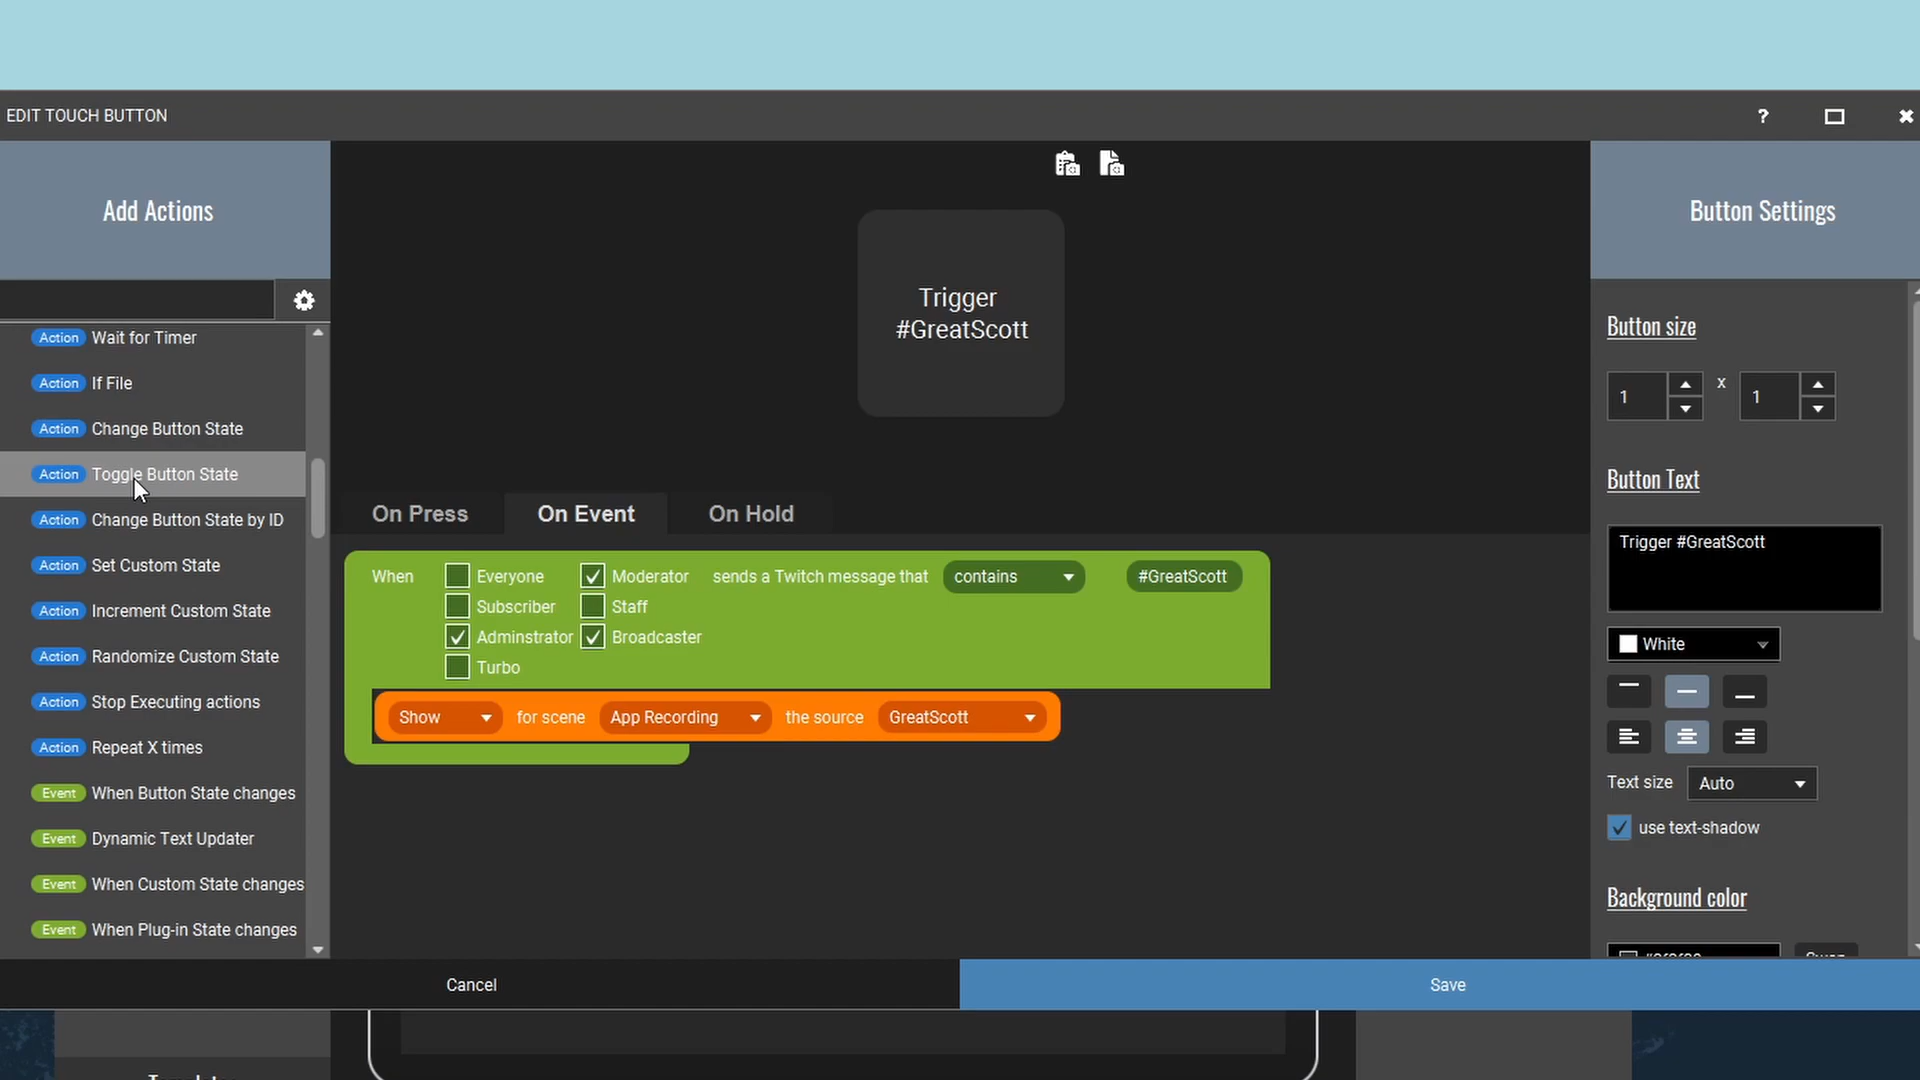 EDIT TOUCH BUTTON
?
Add Actions
Button Settings
Trigger
#GreatScott
Action Wait for Timer
Action If File
Action Change Button State
Action Toggle Button State
Action Change Button State by ID
Action Set Custom State
Action Increment Custom State
Action Randomize Custom State
Action Stop Executing actions
Action Repeat X times
Event When Button State changes
Event Dynamic Text Updater
Event When Custom State changes
Event When Plug-in State changes
On Press
On Event
On Hold
When
Everyone
Moderator
sends a Twitch message that
contains
#GreatScott
Subscriber
Staff
Adminstrator
Broadcaster
Turbo
Show
for scene
App Recording
the source
GreatScott
Button size
1
x
1
Button Text
Trigger #GreatScott
White
Text size
Auto
use text-shadow
Background color
Cancel
Save